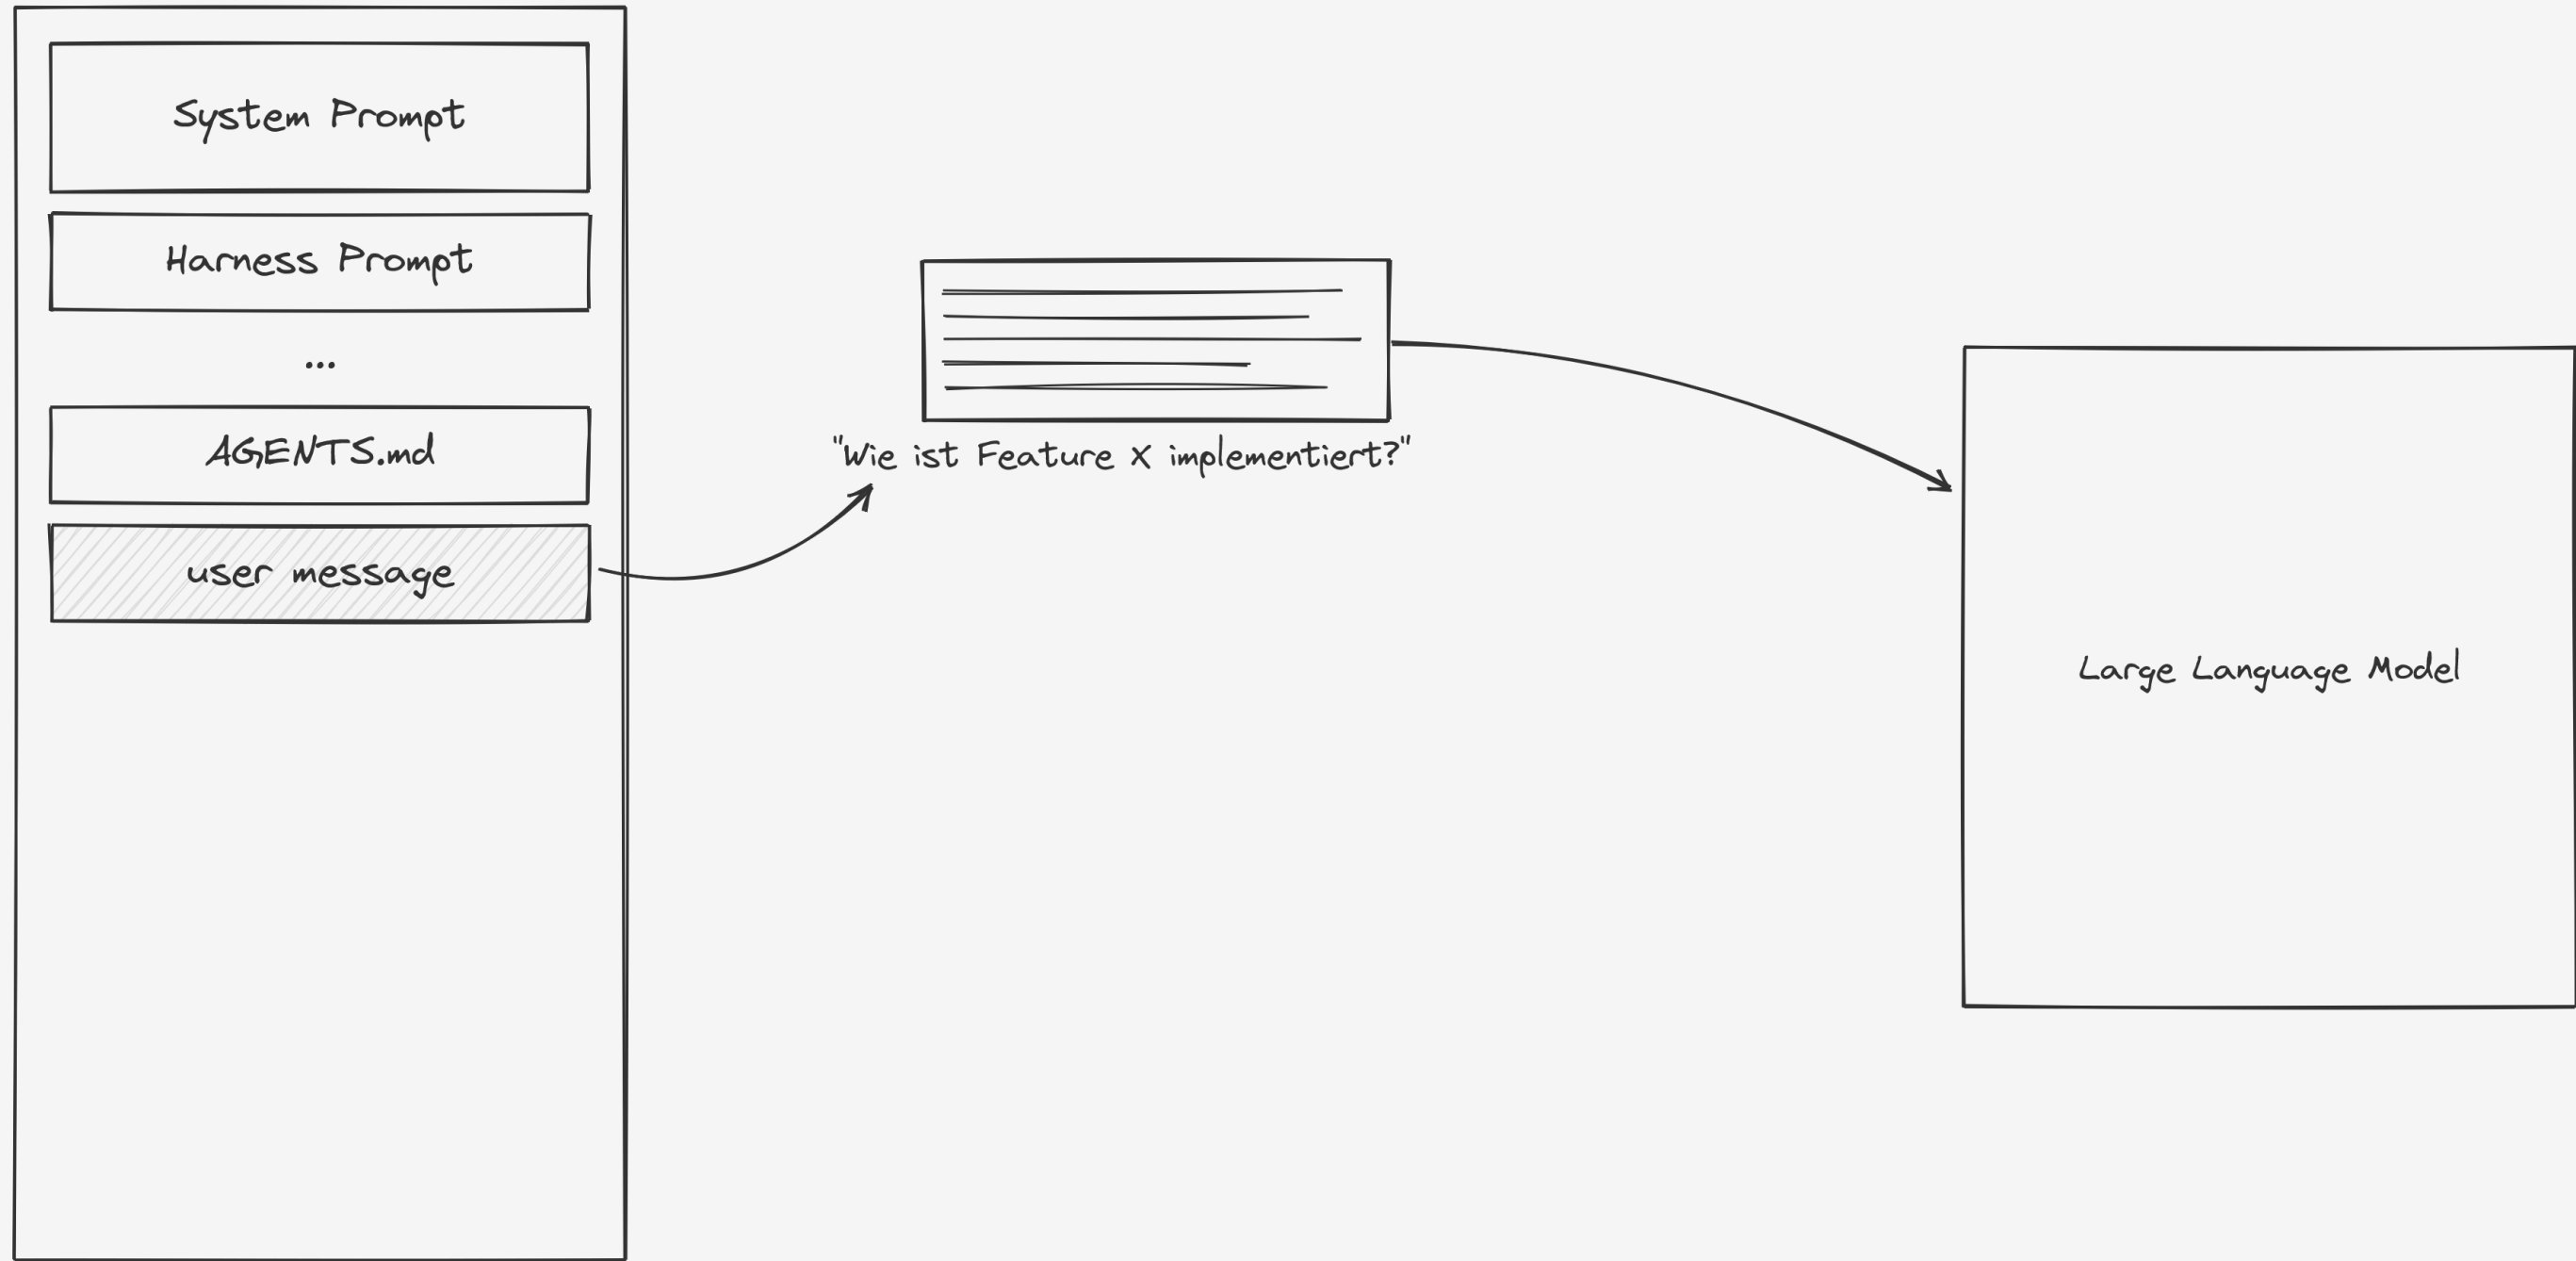 System Prompt
Harness Prompt
...
AGENTS.md
user message
"Wie ist Feature X implementiert?"
Large Language Model